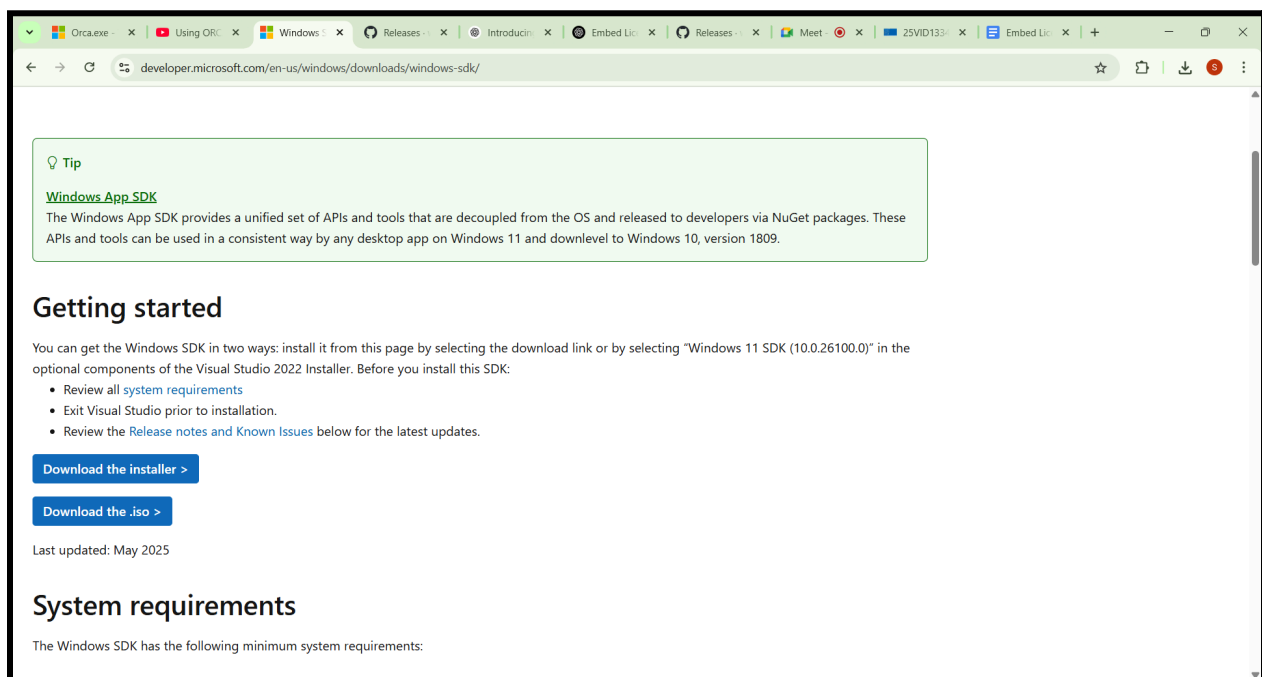 Orca.exe -
Using ORC
Windows S
Releases -
Introducing
Embed Lic
Releases -
Meet -
25VID1334
Embed Lic
developer.microsoft.com/en-us/windows/downloads/windows-sdk/
S
Tip
Windows App SDK
The Windows App SDK provides a unified set of APIs and tools that are decoupled from the OS and released to developers via NuGet packages. These
APIs and tools can be used in a consistent way by any desktop app on Windows 11 and downlevel to Windows 10, version 1809.
Getting started
You can get the Windows SDK in two ways: install it from this page by selecting the download link or by selecting “Windows 11 SDK (10.0.26100.0)” in the
optional components of the Visual Studio 2022 Installer. Before you install this SDK:
• Review all system requirements
• Exit Visual Studio prior to installation.
• Review the Release notes and Known Issues below for the latest updates.
Download the installer >
Download the .iso >
Last updated: May 2025
System requirements
The Windows SDK has the following minimum system requirements: